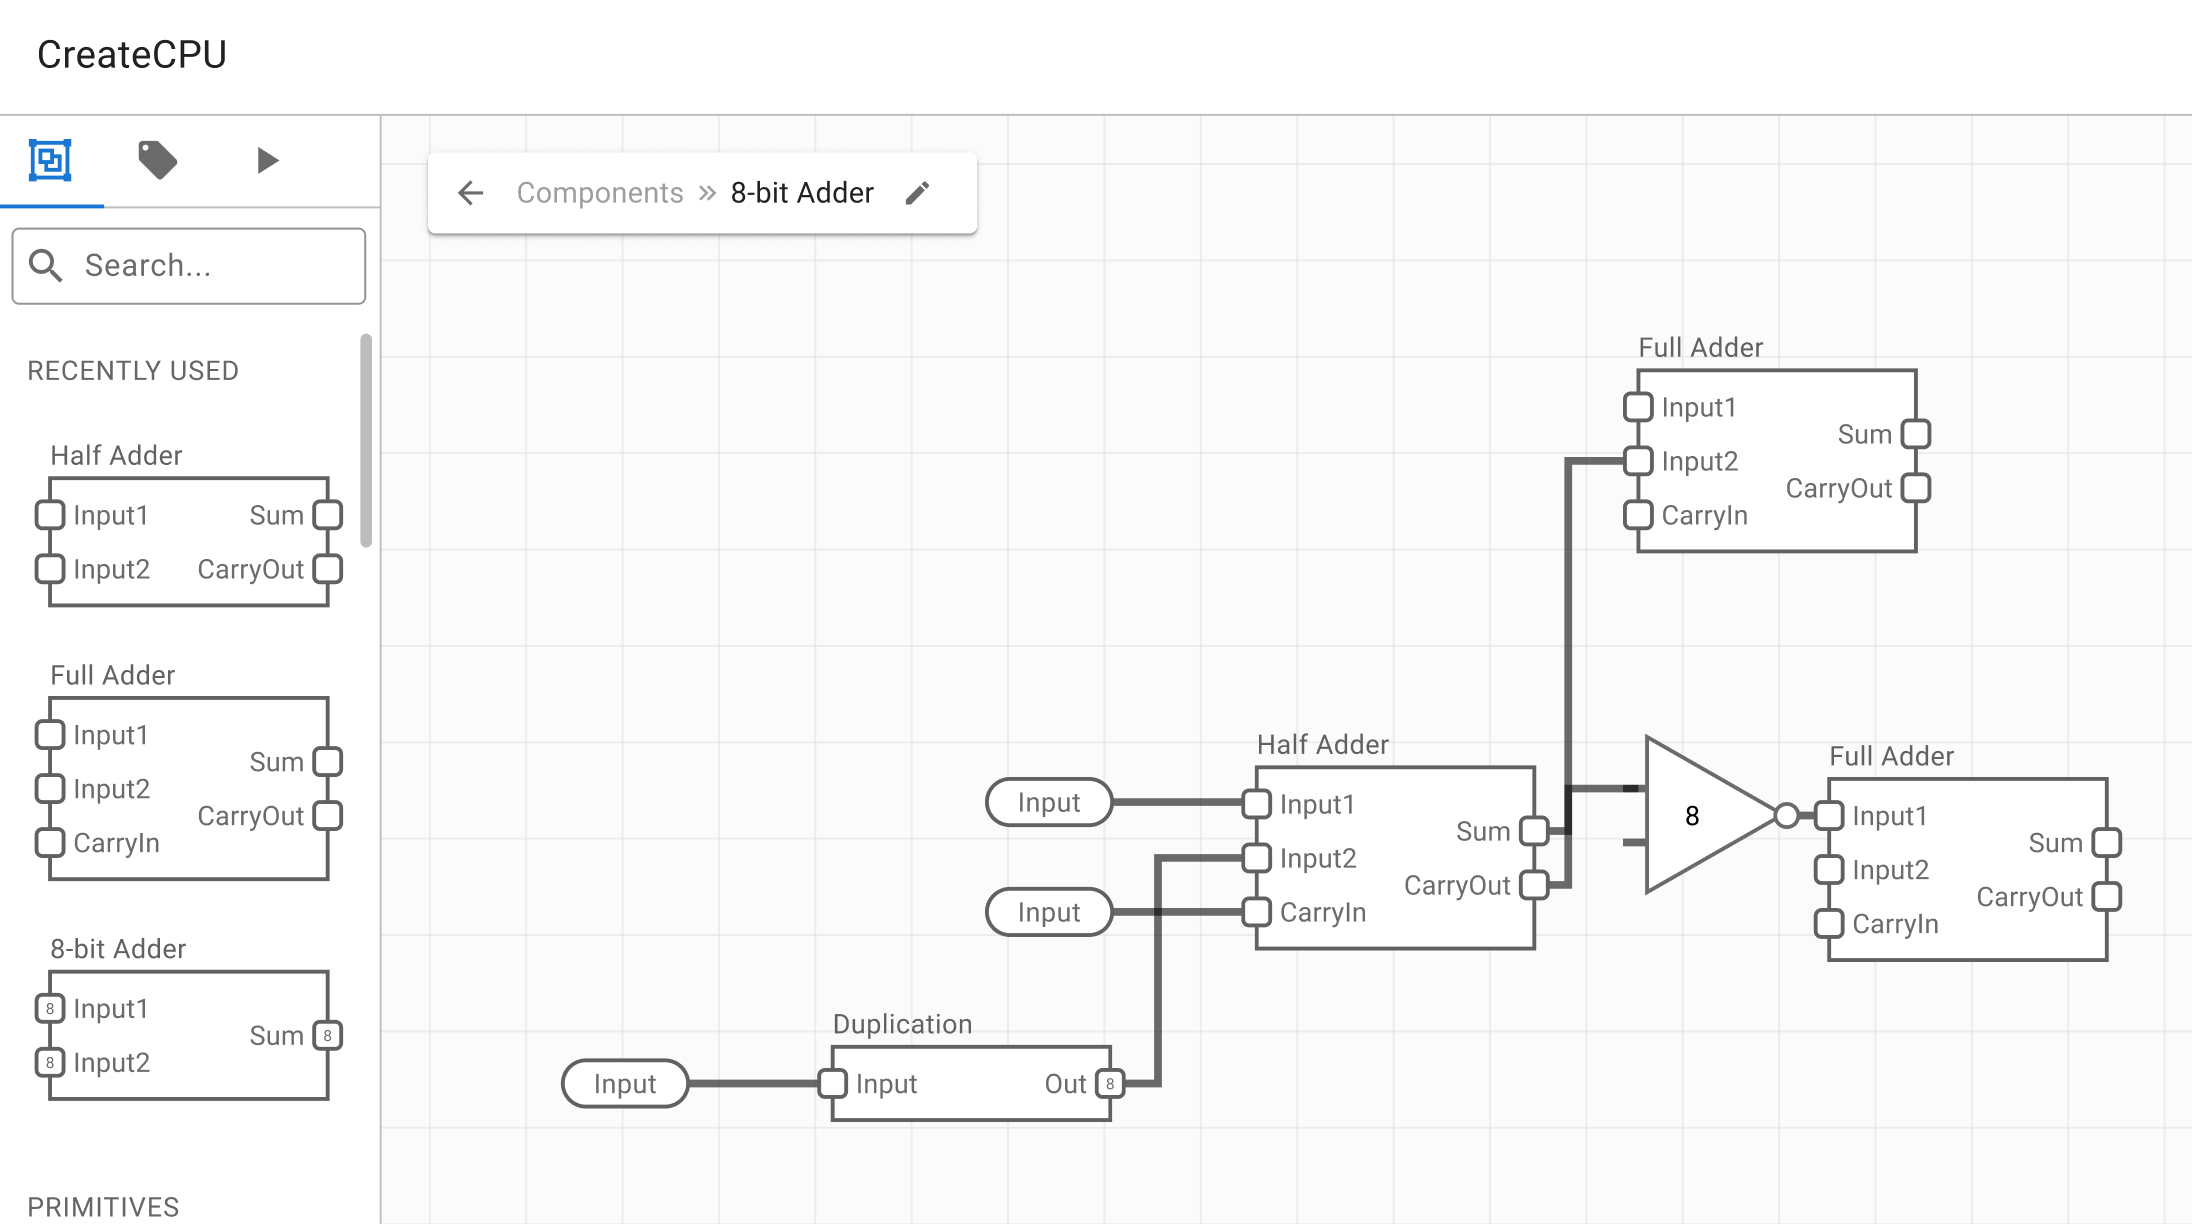 CreateCPU
Search...
RECENTLY USED
Half Adder
Input1 Sum
Input2 CarryOut
Full Adder
Input1
Sum
Input2
CarryOut
CarryIn
8-bit Adder
8 Input1
Sum 8
8 Input2
PRIMITIVES
Components » 8-bit Adder
Full Adder
Input1
Sum
Input2
CarryOut
CarryIn
Half Adder
Input
Input1
Sum
Input2
CarryOut
Input
CarryIn
8
Full Adder
Input1
Sum
Input2
CarryOut
CarryIn
Duplication
Input
Input Out 8